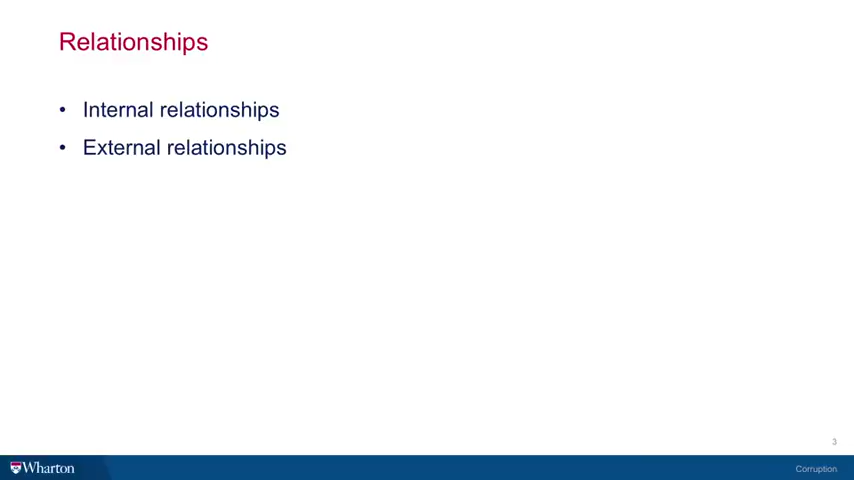 Relationships
• Internal relationships
• External relationships
3
Wharton
Corruption